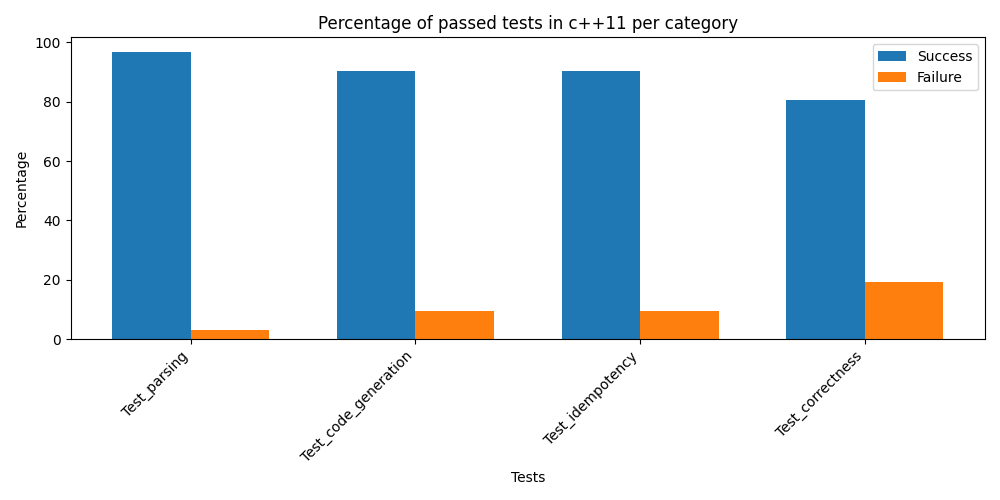 Percentage of passed tests in c++11 per category
Success
Failure
Percentage
100
80
60
40
20
0
Test_parsing
Test_code_generation
Test_idempotency
Test_correctness
Tests